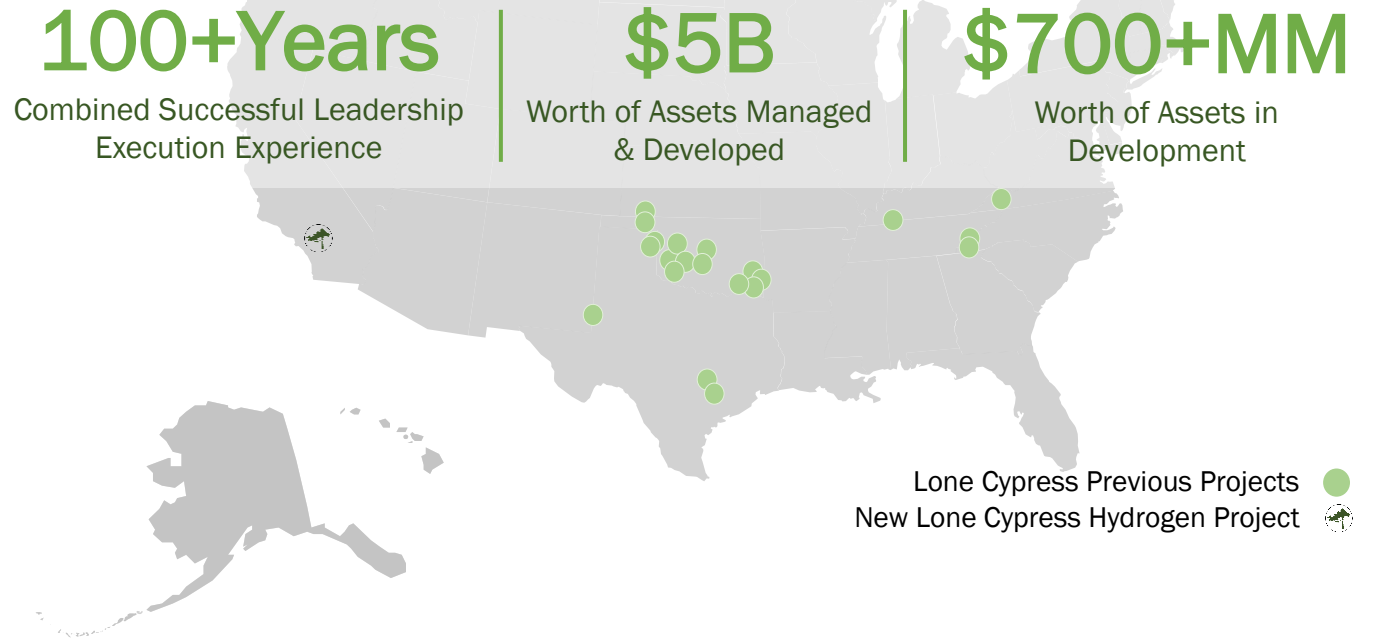 100+Years
Combined Successful Leadership
Execution Experience
$5B
Worth of Assets Managed
& Developed
$700+MM
Worth of Assets in
Development
Lone Cypress Previous Projects
New Lone Cypress Hydrogen Project